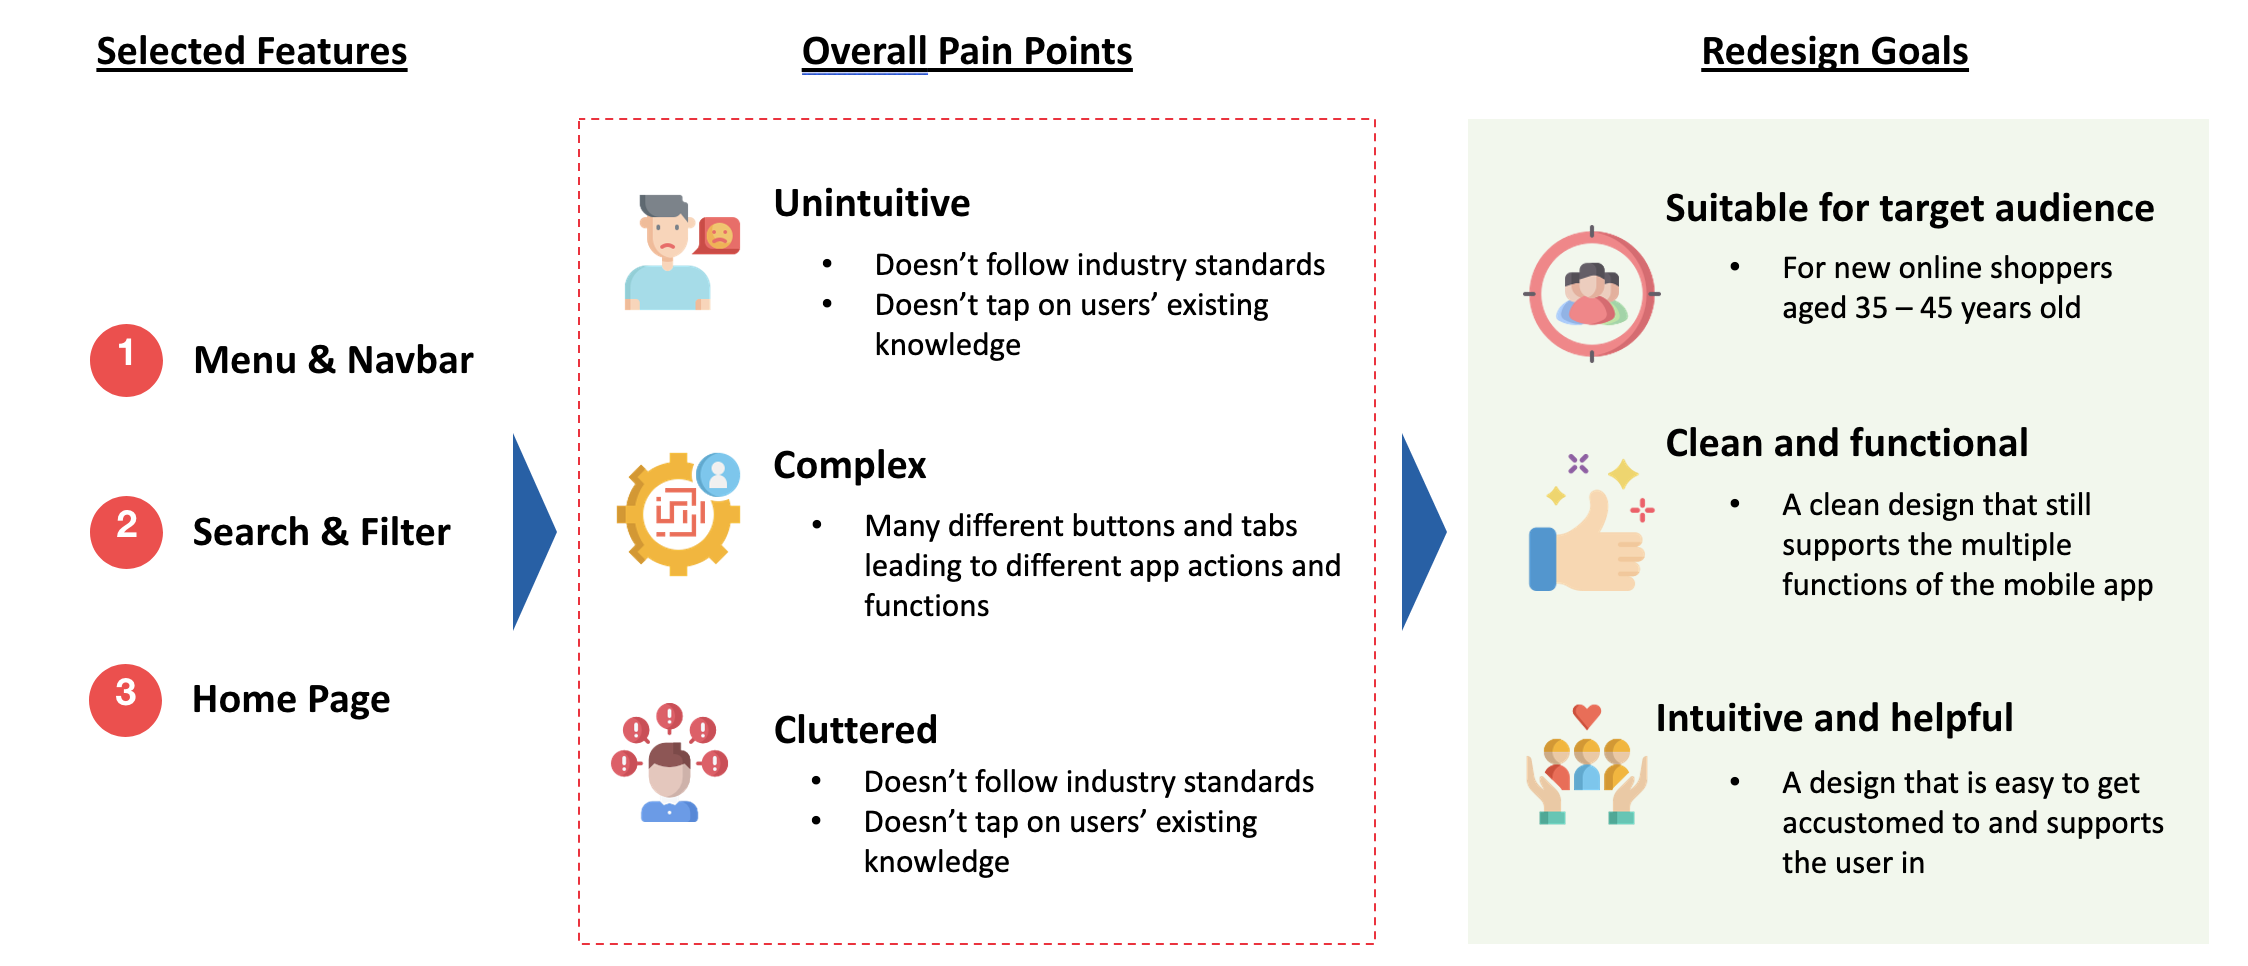 Selected Features
1
Menu & Navbar
2
Search & Filter
3
Home Page
Overall Pain Points
Unintuitive
• Doesn’t follow industry standards
• Doesn’t tap on users’ existing
knowledge
Complex
• Many different buttons and tabs
leading to different app actions and
functions
Cluttered
• Doesn’t follow industry standards
• Doesn’t tap on users’ existing
knowledge
Redesign Goals
Suitable for target audience
• For new online shoppers
aged 35 – 45 years old
Clean and functional
• A clean design that still
supports the multiple
functions of the mobile app
Intuitive and helpful
• A design that is easy to get
accustomed to and supports
the user in